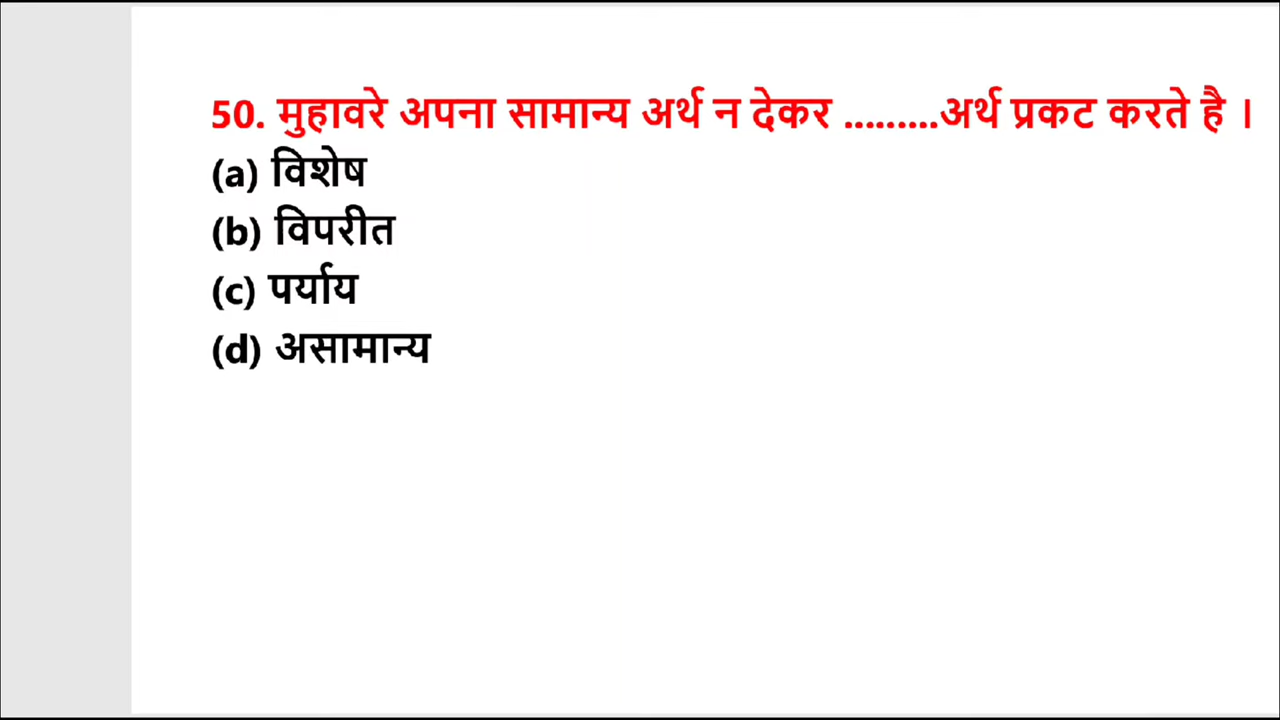 50. मुहावरे अपना सामान्य अर्थ न देकर .........अर्थ प्रकट करते है ।
(a) विशेष
(b) विपरीत
(c) पर्याय
(d) असामान्य